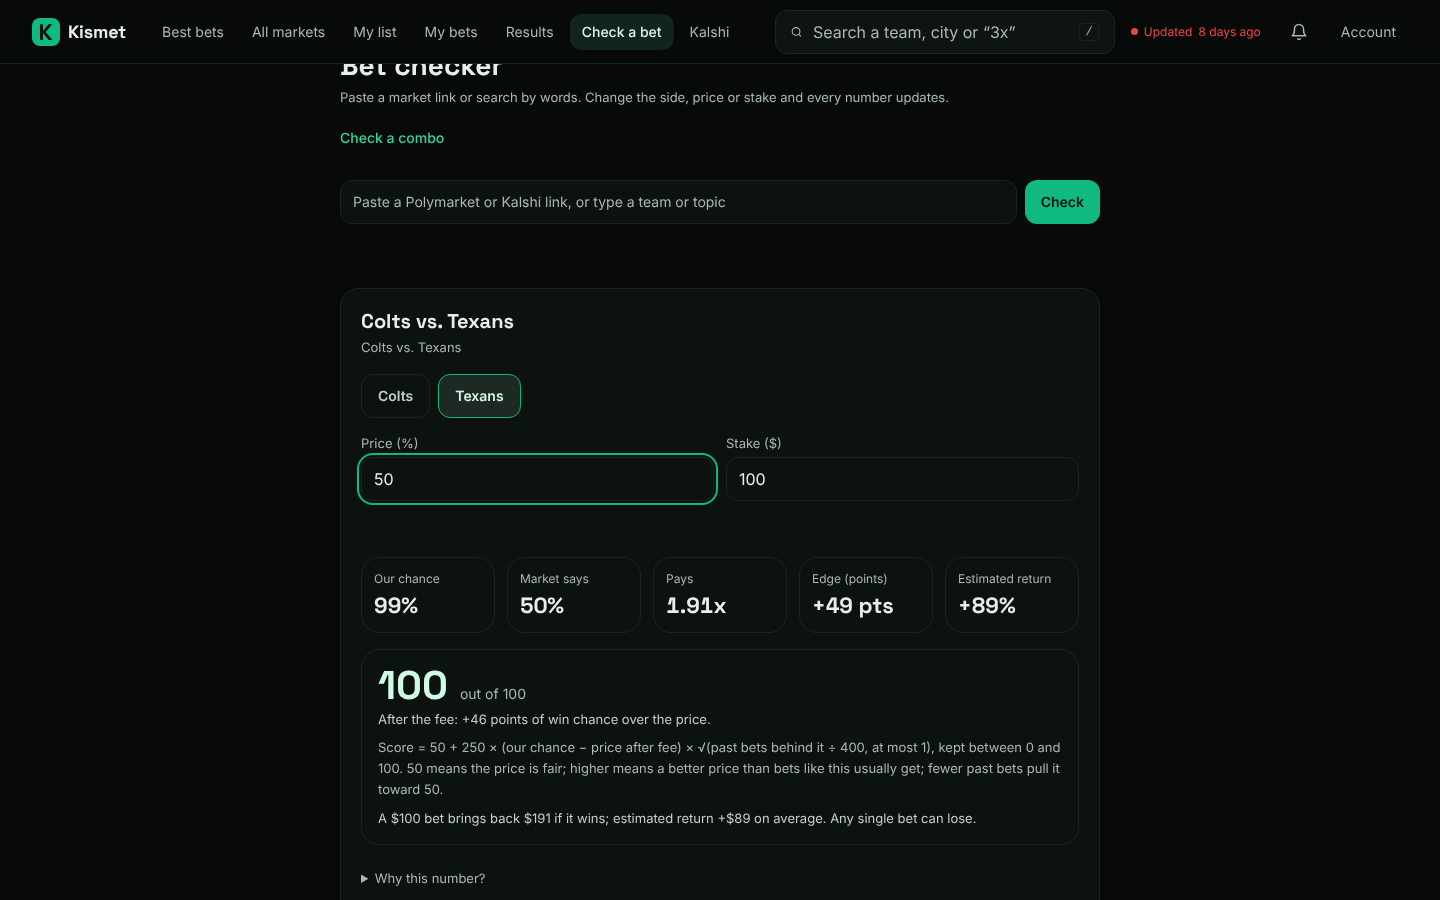 Kismet
Best bets
All markets
My list
My bets
Results
Check a bet
Kalshi
Search a team, city or “3x”
/
Updated 8 days ago
Account
Bet checker
Paste a market link or search by words. Change the side, price or stake and every number updates.
Check a combo
Paste a Polymarket or Kalshi link, or type a team or topic
Check
Colts vs. Texans
Colts vs. Texans
Colts
Texans
Price (%)
Stake ($)
50
100
Our chance
99%
Market says
50%
Pays
1.91x
Edge (points)
+49 pts
Estimated return
+89%
100 out of 100
After the fee: +46 points of win chance over the price.
Score = 50 + 250 × (our chance − price after fee) × √(past bets behind it ÷ 400, at most 1), kept between 0 and
100. 50 means the price is fair; higher means a better price than bets like this usually get; fewer past bets pull it
toward 50.
A $100 bet brings back $191 if it wins; estimated return +$89 on average. Any single bet can lose.
Why this number?